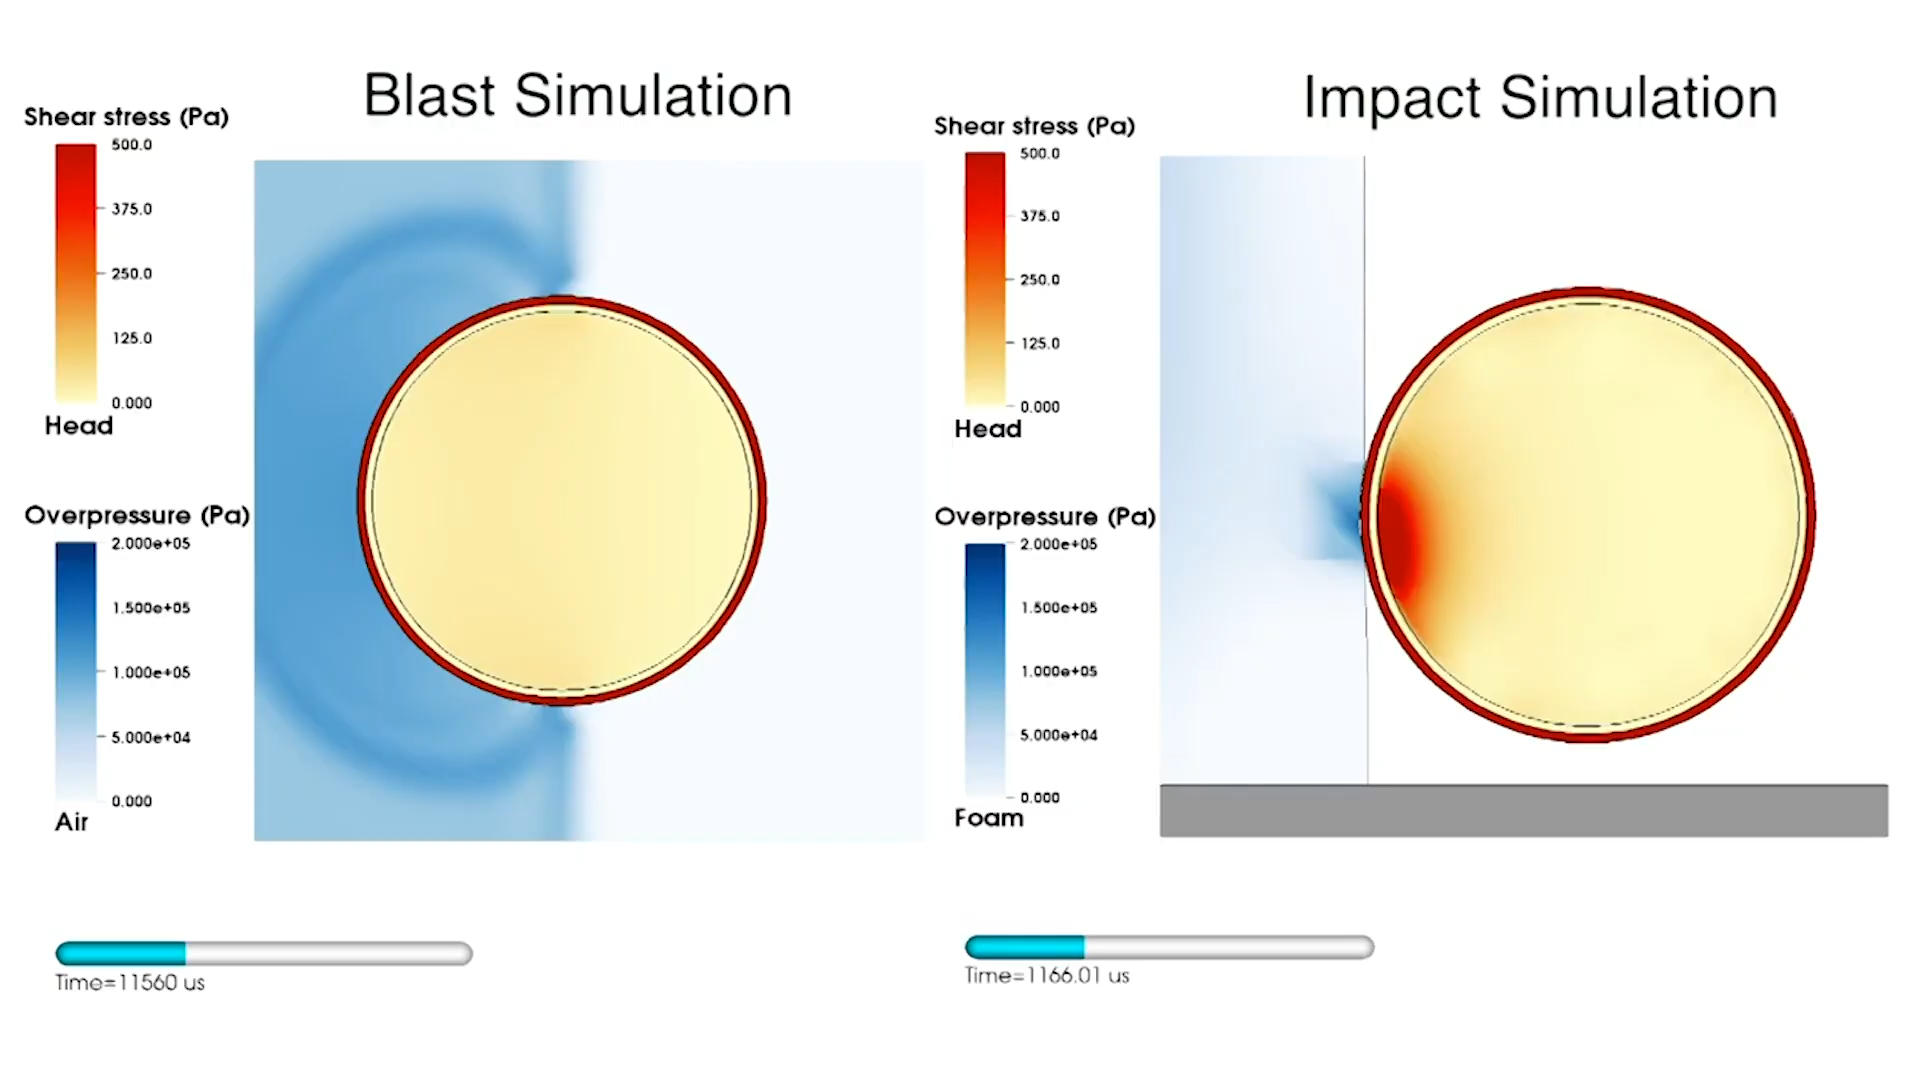 Blast Simulation
Shear stress (Pa)
500.0
375.0
250.0
125.0
0.000
Head
Overpressure (Pa)
2.000e+05
1.500e+05
1.000e+05
5.000e+04
0.000
Air
Time=11560 us
Impact Simulation
Shear stress (Pa)
500.0
375.0
250.0
125.0
0.000
Head
Overpressure (Pa)
2.000e+05
1.500e+05
1.000e+05
5.000e+04
0.000
Foam
Time=1166.01 us